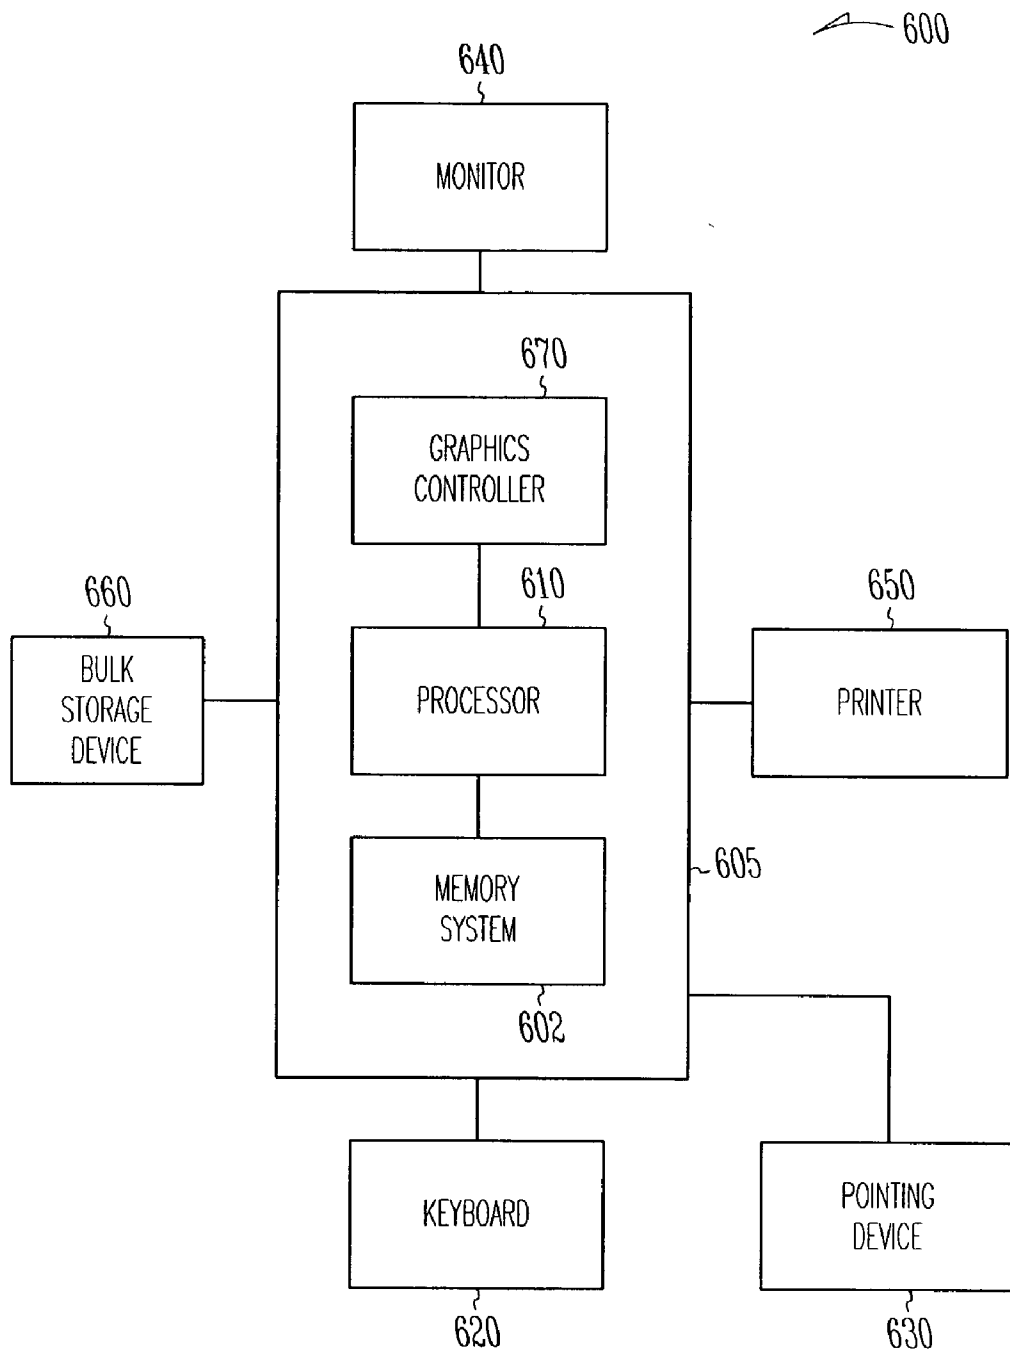 600
640
MONITOR
670
GRAPHICS
CONTROLLER
610
PROCESSOR
660
BULK
STORAGE
DEVICE
650
PRINTER
605
MEMORY
SYSTEM
602
KEYBOARD
620
POINTING
DEVICE
630